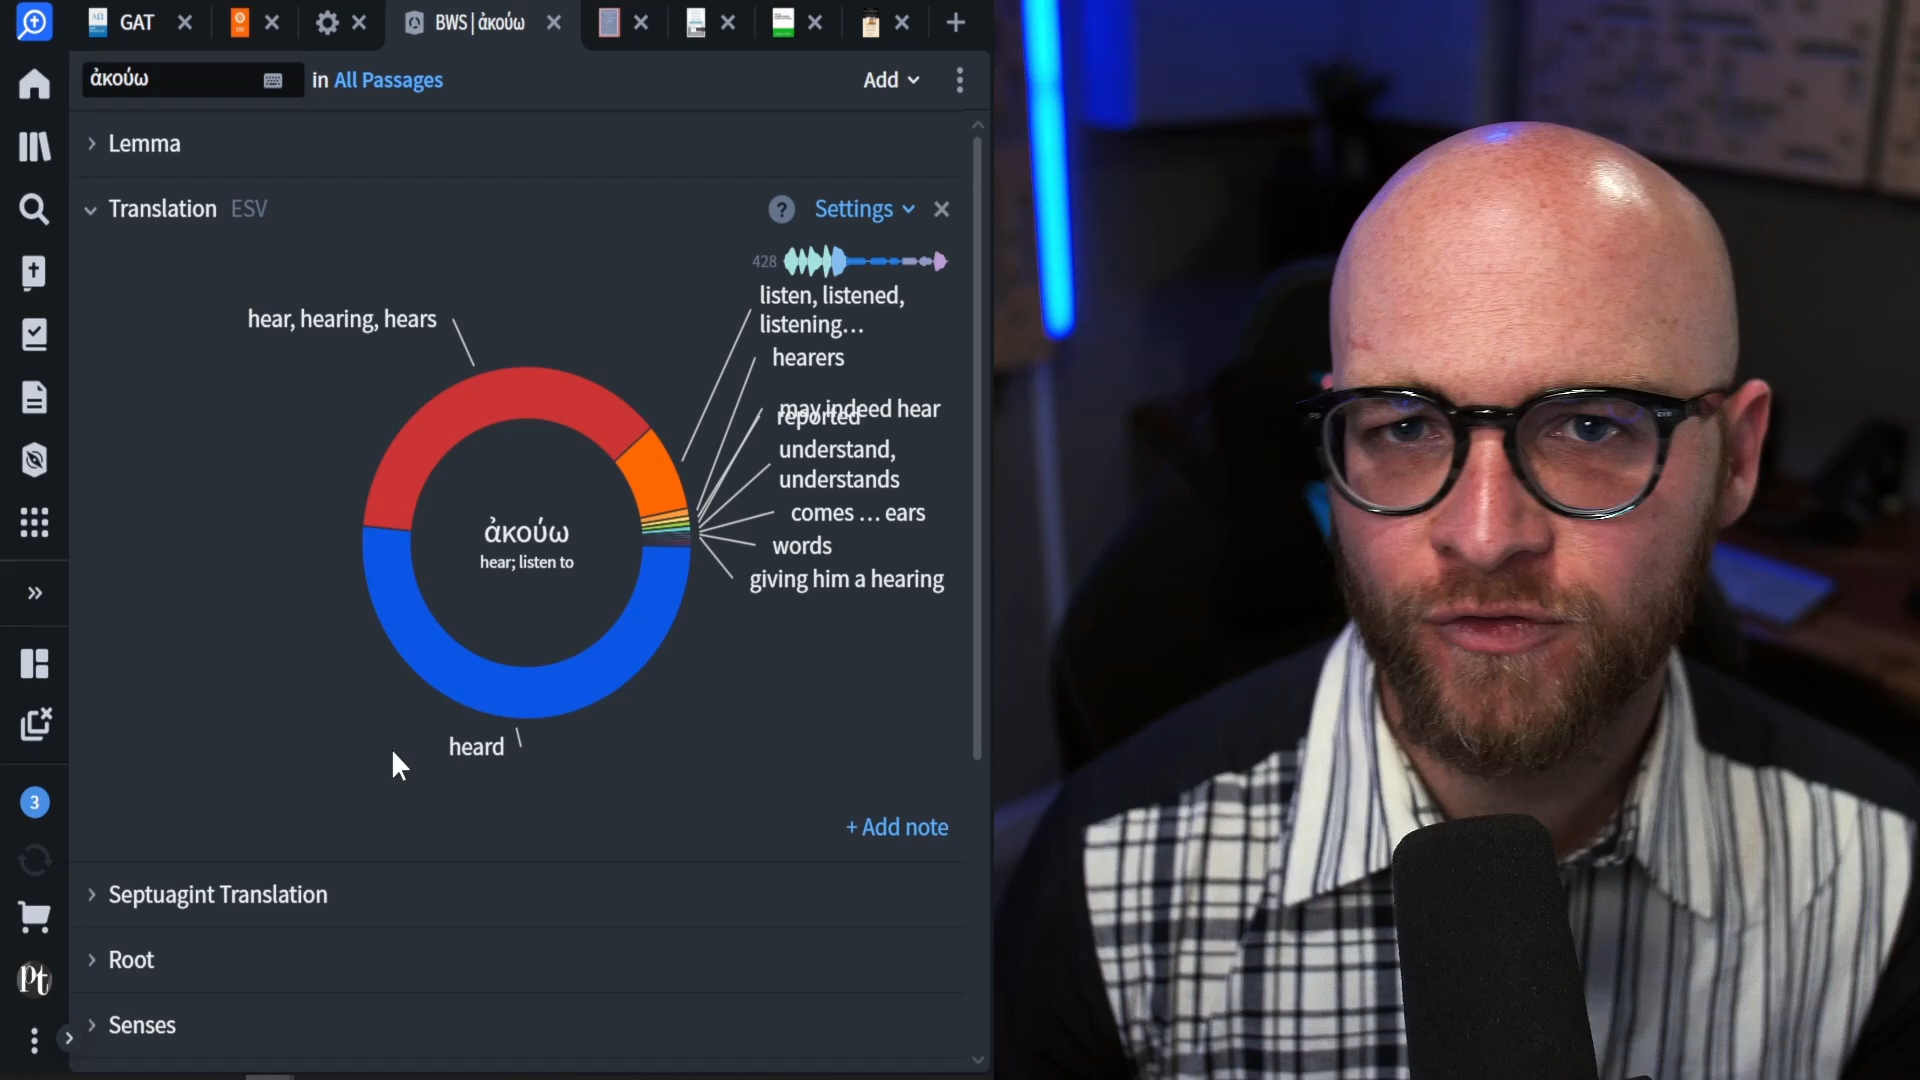 GAT
BWS | ἀκούω
ἀκούω
in All Passages
Add
Lemma
Translation ESV
? Settings
428
listen, listened,
listening…
hear, hearing, hears
hearers
may indeed hear
reported
understand,
understands
comes … ears
words
giving him a hearing
ἀκούω
hear; listen to
heard
+ Add note
3
Septuagint Translation
Root
pt
Senses